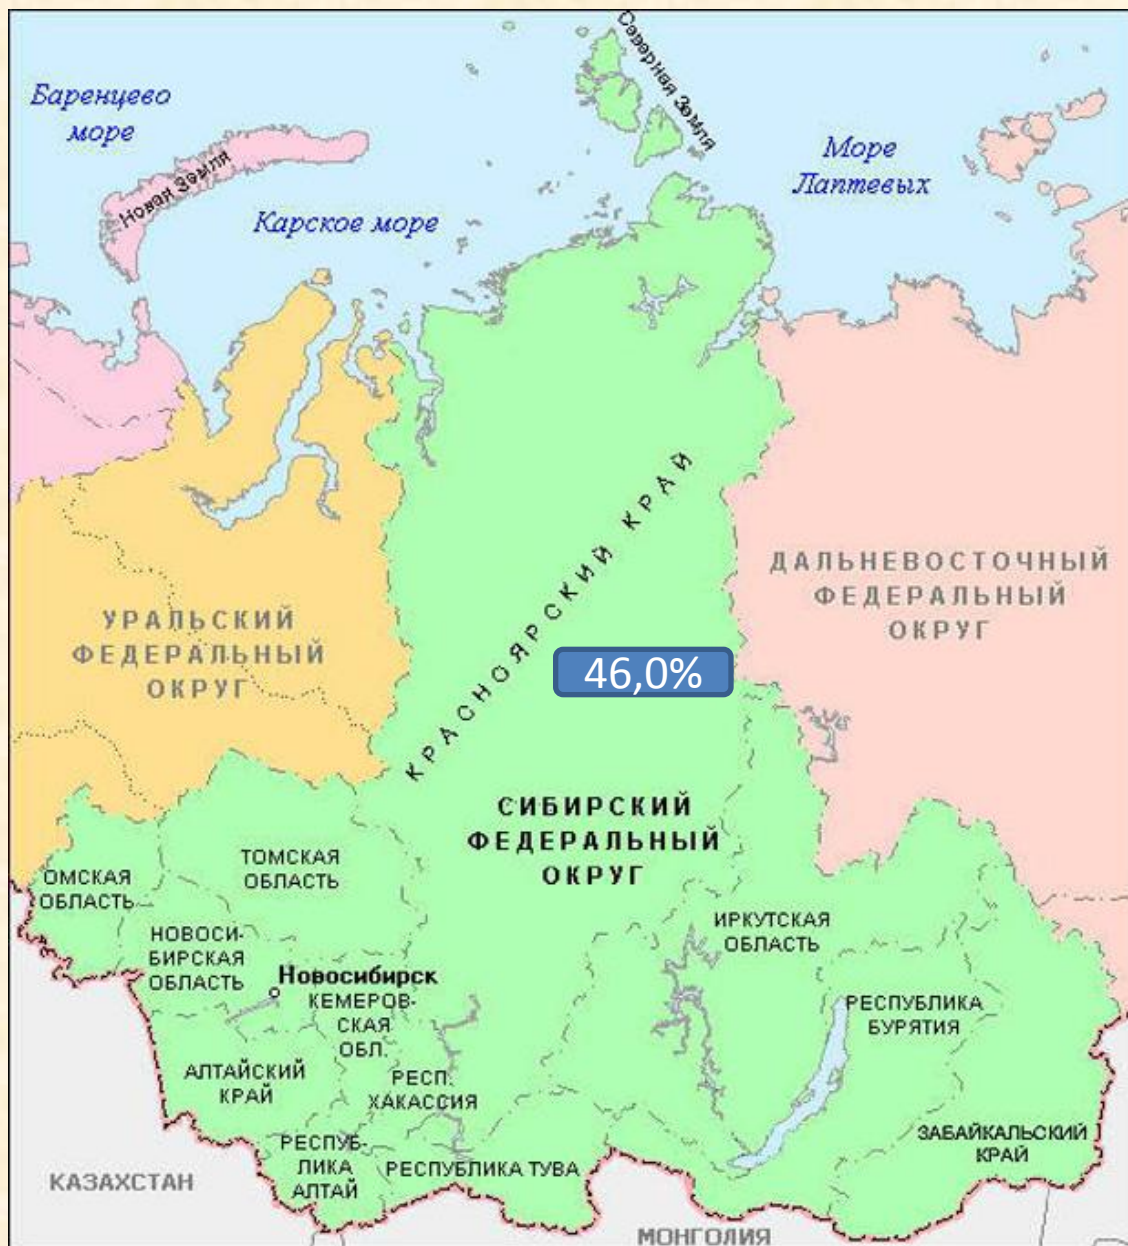 Северная Земля
Баренцево
море
Новая Земля
Карское море
Море
Лаптевых
КРАСНОЯРСКИЙ КРАЙ
ДАЛЬНЕВОСТОЧНЫЙ
ФЕДЕРАЛЬНЫЙ
ОКРУГ
УРАЛЬСКИЙ
ФЕДЕРАЛЬНЫЙ
ОКРУГ
46,0%
СИБИРСКИЙ
ФЕДЕРАЛЬНЫЙ
ОКРУГ
ТОМСКАЯ
ОБЛАСТЬ
ОМСКАЯ
ОБЛАСТЬ
НОВОСИ-
БИРСКАЯ
ОБЛАСТЬ
Новосибирск
КЕМЕРОВ-
СКАЯ
ОБЛ.
ИРКУТСКАЯ
ОБЛАСТЬ
РЕСПУБЛИКА
БУРЯТИЯ
АЛТАЙСКИЙ
КРАЙ
РЕСП.
ХАКАССИЯ
РЕСПУБ-
ЛИКА
АЛТАЙ
РЕСПУБЛИКА ТУВА
ЗАБАЙКАЛЬСКИЙ
КРАЙ
КАЗАХСТАН
МОНГОЛИЯ